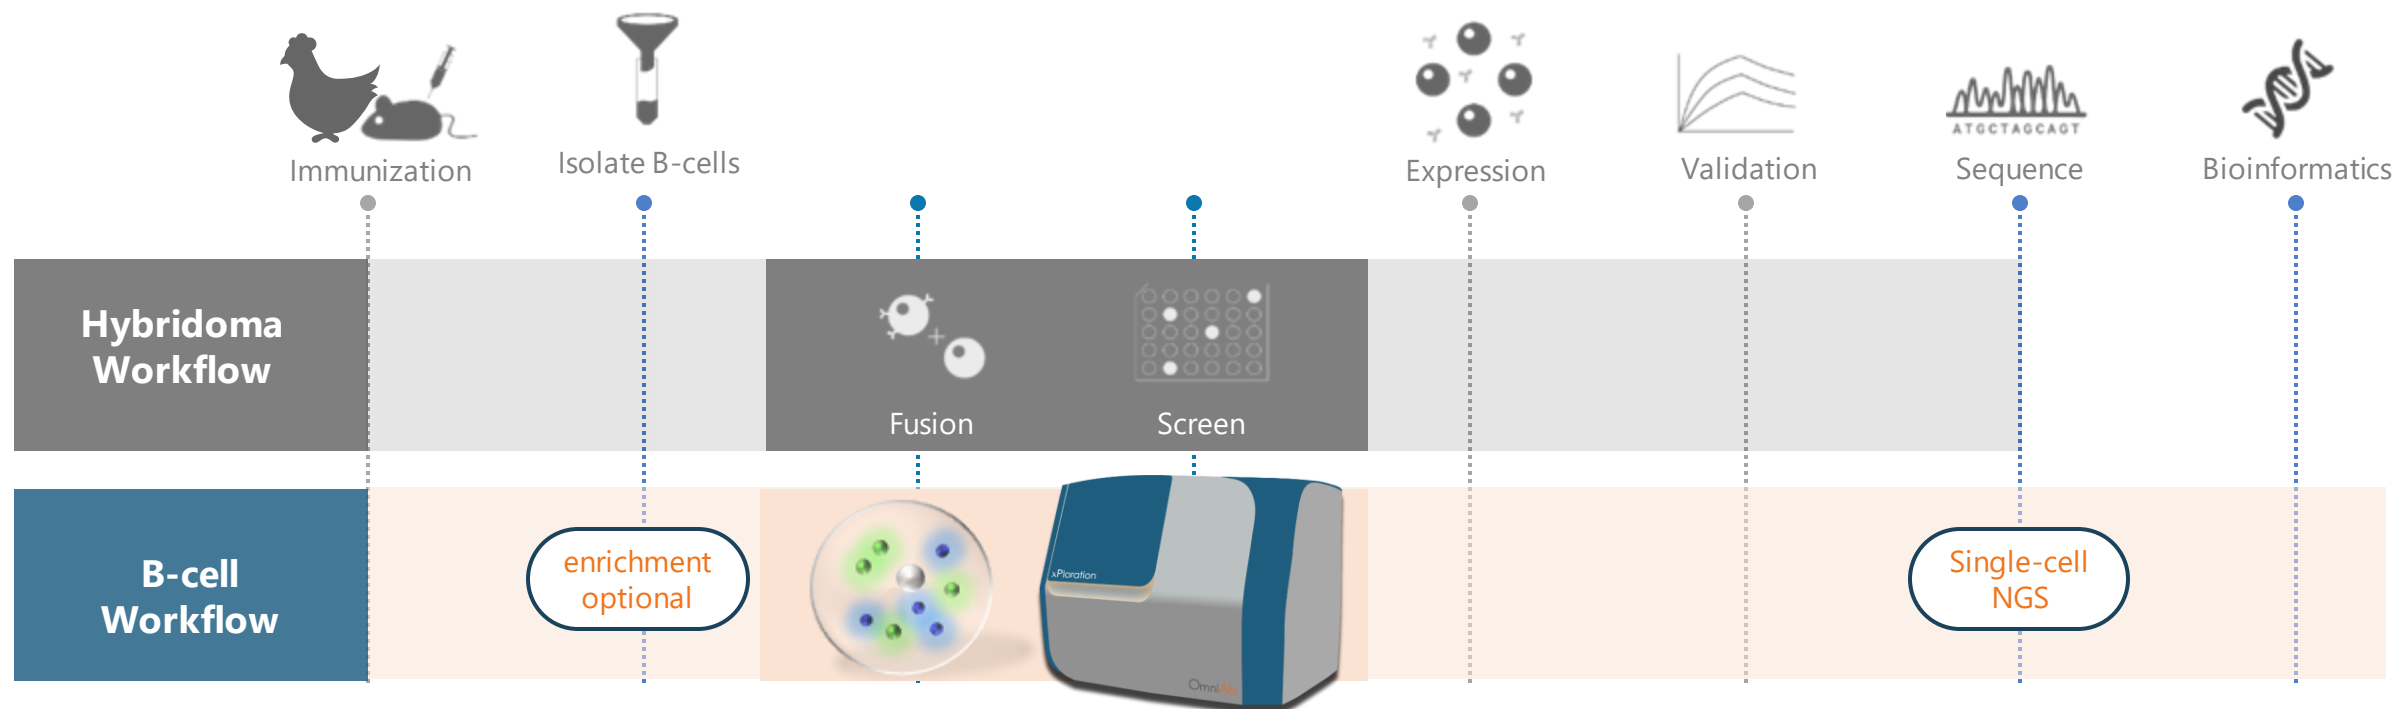 Immunization
Isolate B-cells
Expression
Validation
ATGCTAGCAGT
Sequence
Bioinformatics
Hybridoma
Workflow
Fusion
Screen
B-cell
Workflow
enrichment
optional
xPloration
OmniAb
Single-cell
NGS